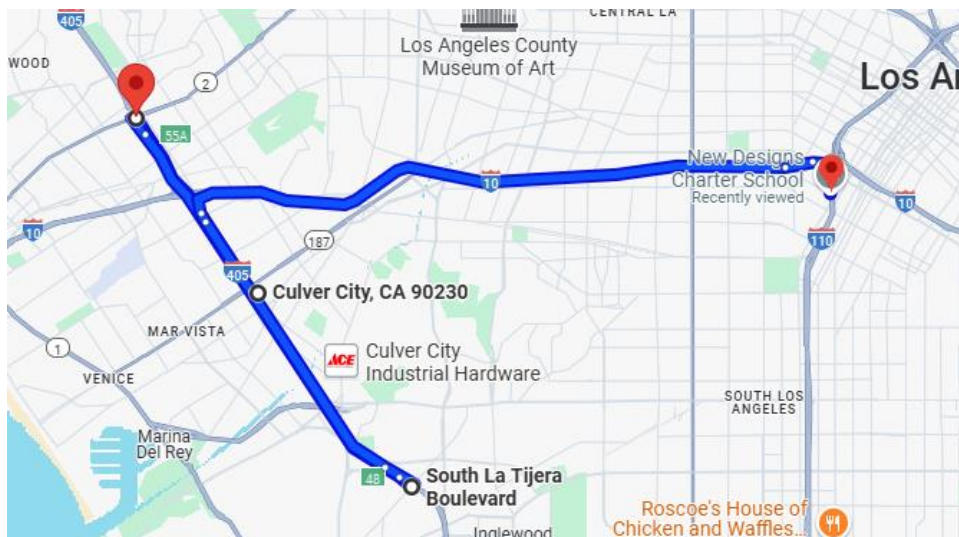 405
CENTRAL LA
Los Angeles County
Museum of Art
WOOD
2
Los A
55A
New Designs
Charter School
Recently viewed
10
10
10
187
110
405
Culver City, CA 90230
MAR VISTA
1
ACE
Culver City
Industrial Hardware
VENICE
SOUTH LOS
ANGELES
Marina
Del Rey
48
South La Tijera
Boulevard
Roscoe's House of
Chicken and Waffles...
Inglewood